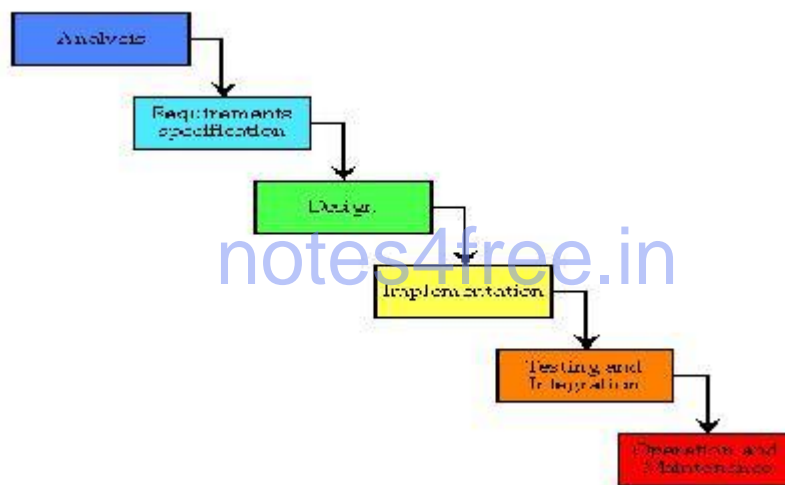 Analysis
Requirements
specification
Design
notes4free.in
Implementation
Testing and
Integration
Operation and
Maintenance